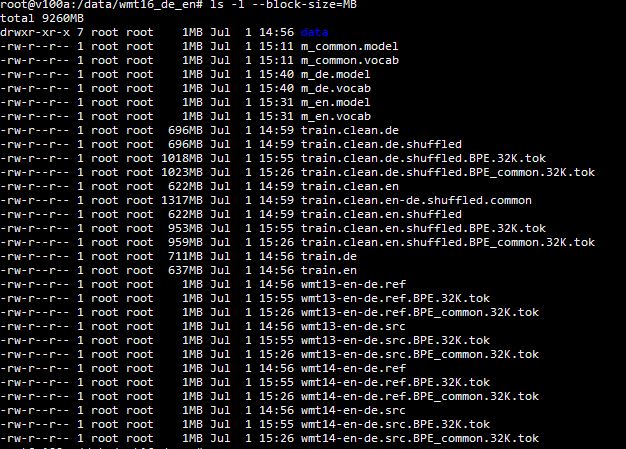 root@v100a:/data/wmt16_de_en# ls -l --block-size=MB
total 9260MB
drwxr-xr-x 7 root root    1MB Jul  1 14:56 data
-rw-r--r-- 1 root root    1MB Jul  1 15:11 m_common.model
-rw-r--r-- 1 root root    1MB Jul  1 15:11 m_common.vocab
-rw-r--r-- 1 root root    1MB Jul  1 15:40 m_de.model
-rw-r--r-- 1 root root    1MB Jul  1 15:40 m_de.vocab
-rw-r--r-- 1 root root    1MB Jul  1 15:31 m_en.model
-rw-r--r-- 1 root root    1MB Jul  1 15:31 m_en.vocab
-rw-r--r-- 1 root root  696MB Jul  1 14:59 train.clean.de
-rw-r--r-- 1 root root  696MB Jul  1 14:59 train.clean.de.shuffled
-rw-r--r-- 1 root root 1018MB Jul  1 15:55 train.clean.de.shuffled.BPE.32K.tok
-rw-r--r-- 1 root root 1023MB Jul  1 15:26 train.clean.de.shuffled.BPE_common.32K.tok
-rw-r--r-- 1 root root  622MB Jul  1 14:59 train.clean.en
-rw-r--r-- 1 root root 1317MB Jul  1 14:59 train.clean.en-de.shuffled.common
-rw-r--r-- 1 root root  622MB Jul  1 14:59 train.clean.en.shuffled
-rw-r--r-- 1 root root  953MB Jul  1 15:55 train.clean.en.shuffled.BPE.32K.tok
-rw-r--r-- 1 root root  959MB Jul  1 15:26 train.clean.en.shuffled.BPE_common.32K.tok
-rw-r--r-- 1 root root  711MB Jul  1 14:56 train.de
-rw-r--r-- 1 root root  637MB Jul  1 14:56 train.en
-rw-r--r-- 1 root root    1MB Jul  1 14:56 wmt13-en-de.ref
-rw-r--r-- 1 root root    1MB Jul  1 15:55 wmt13-en-de.ref.BPE.32K.tok
-rw-r--r-- 1 root root    1MB Jul  1 15:26 wmt13-en-de.ref.BPE_common.32K.tok
-rw-r--r-- 1 root root    1MB Jul  1 14:56 wmt13-en-de.src
-rw-r--r-- 1 root root    1MB Jul  1 15:55 wmt13-en-de.src.BPE.32K.tok
-rw-r--r-- 1 root root    1MB Jul  1 15:26 wmt13-en-de.src.BPE_common.32K.tok
-rw-r--r-- 1 root root    1MB Jul  1 14:56 wmt14-en-de.ref
-rw-r--r-- 1 root root    1MB Jul  1 15:55 wmt14-en-de.ref.BPE.32K.tok
-rw-r--r-- 1 root root    1MB Jul  1 15:26 wmt14-en-de.ref.BPE_common.32K.tok
-rw-r--r-- 1 root root    1MB Jul  1 14:56 wmt14-en-de.src
-rw-r--r-- 1 root root    1MB Jul  1 15:55 wmt14-en-de.src.BPE.32K.tok
-rw-r--r-- 1 root root    1MB Jul  1 15:26 wmt14-en-de.src.BPE_common.32K.tok